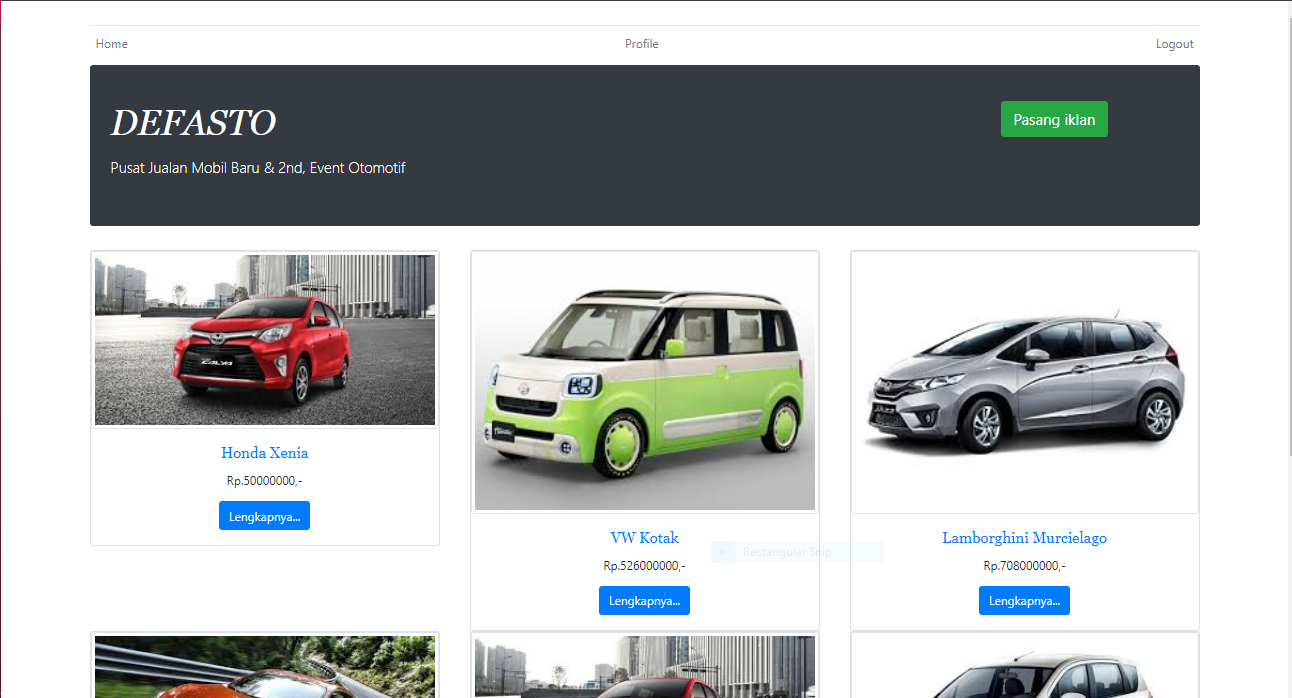 Home
Profile
Logout
DEFASTO
Pasang iklan
Pusat Jualan Mobil Baru & 2nd, Event Otomotif
CALYA
Honda Xenia
Rp.50000000,-
Lengkapnya...
VW Kotak
Rp.526000000,-
Lengkapnya...
Rectangular Snip
Lamborghini Murcielago
Rp.708000000,-
Lengkapnya...